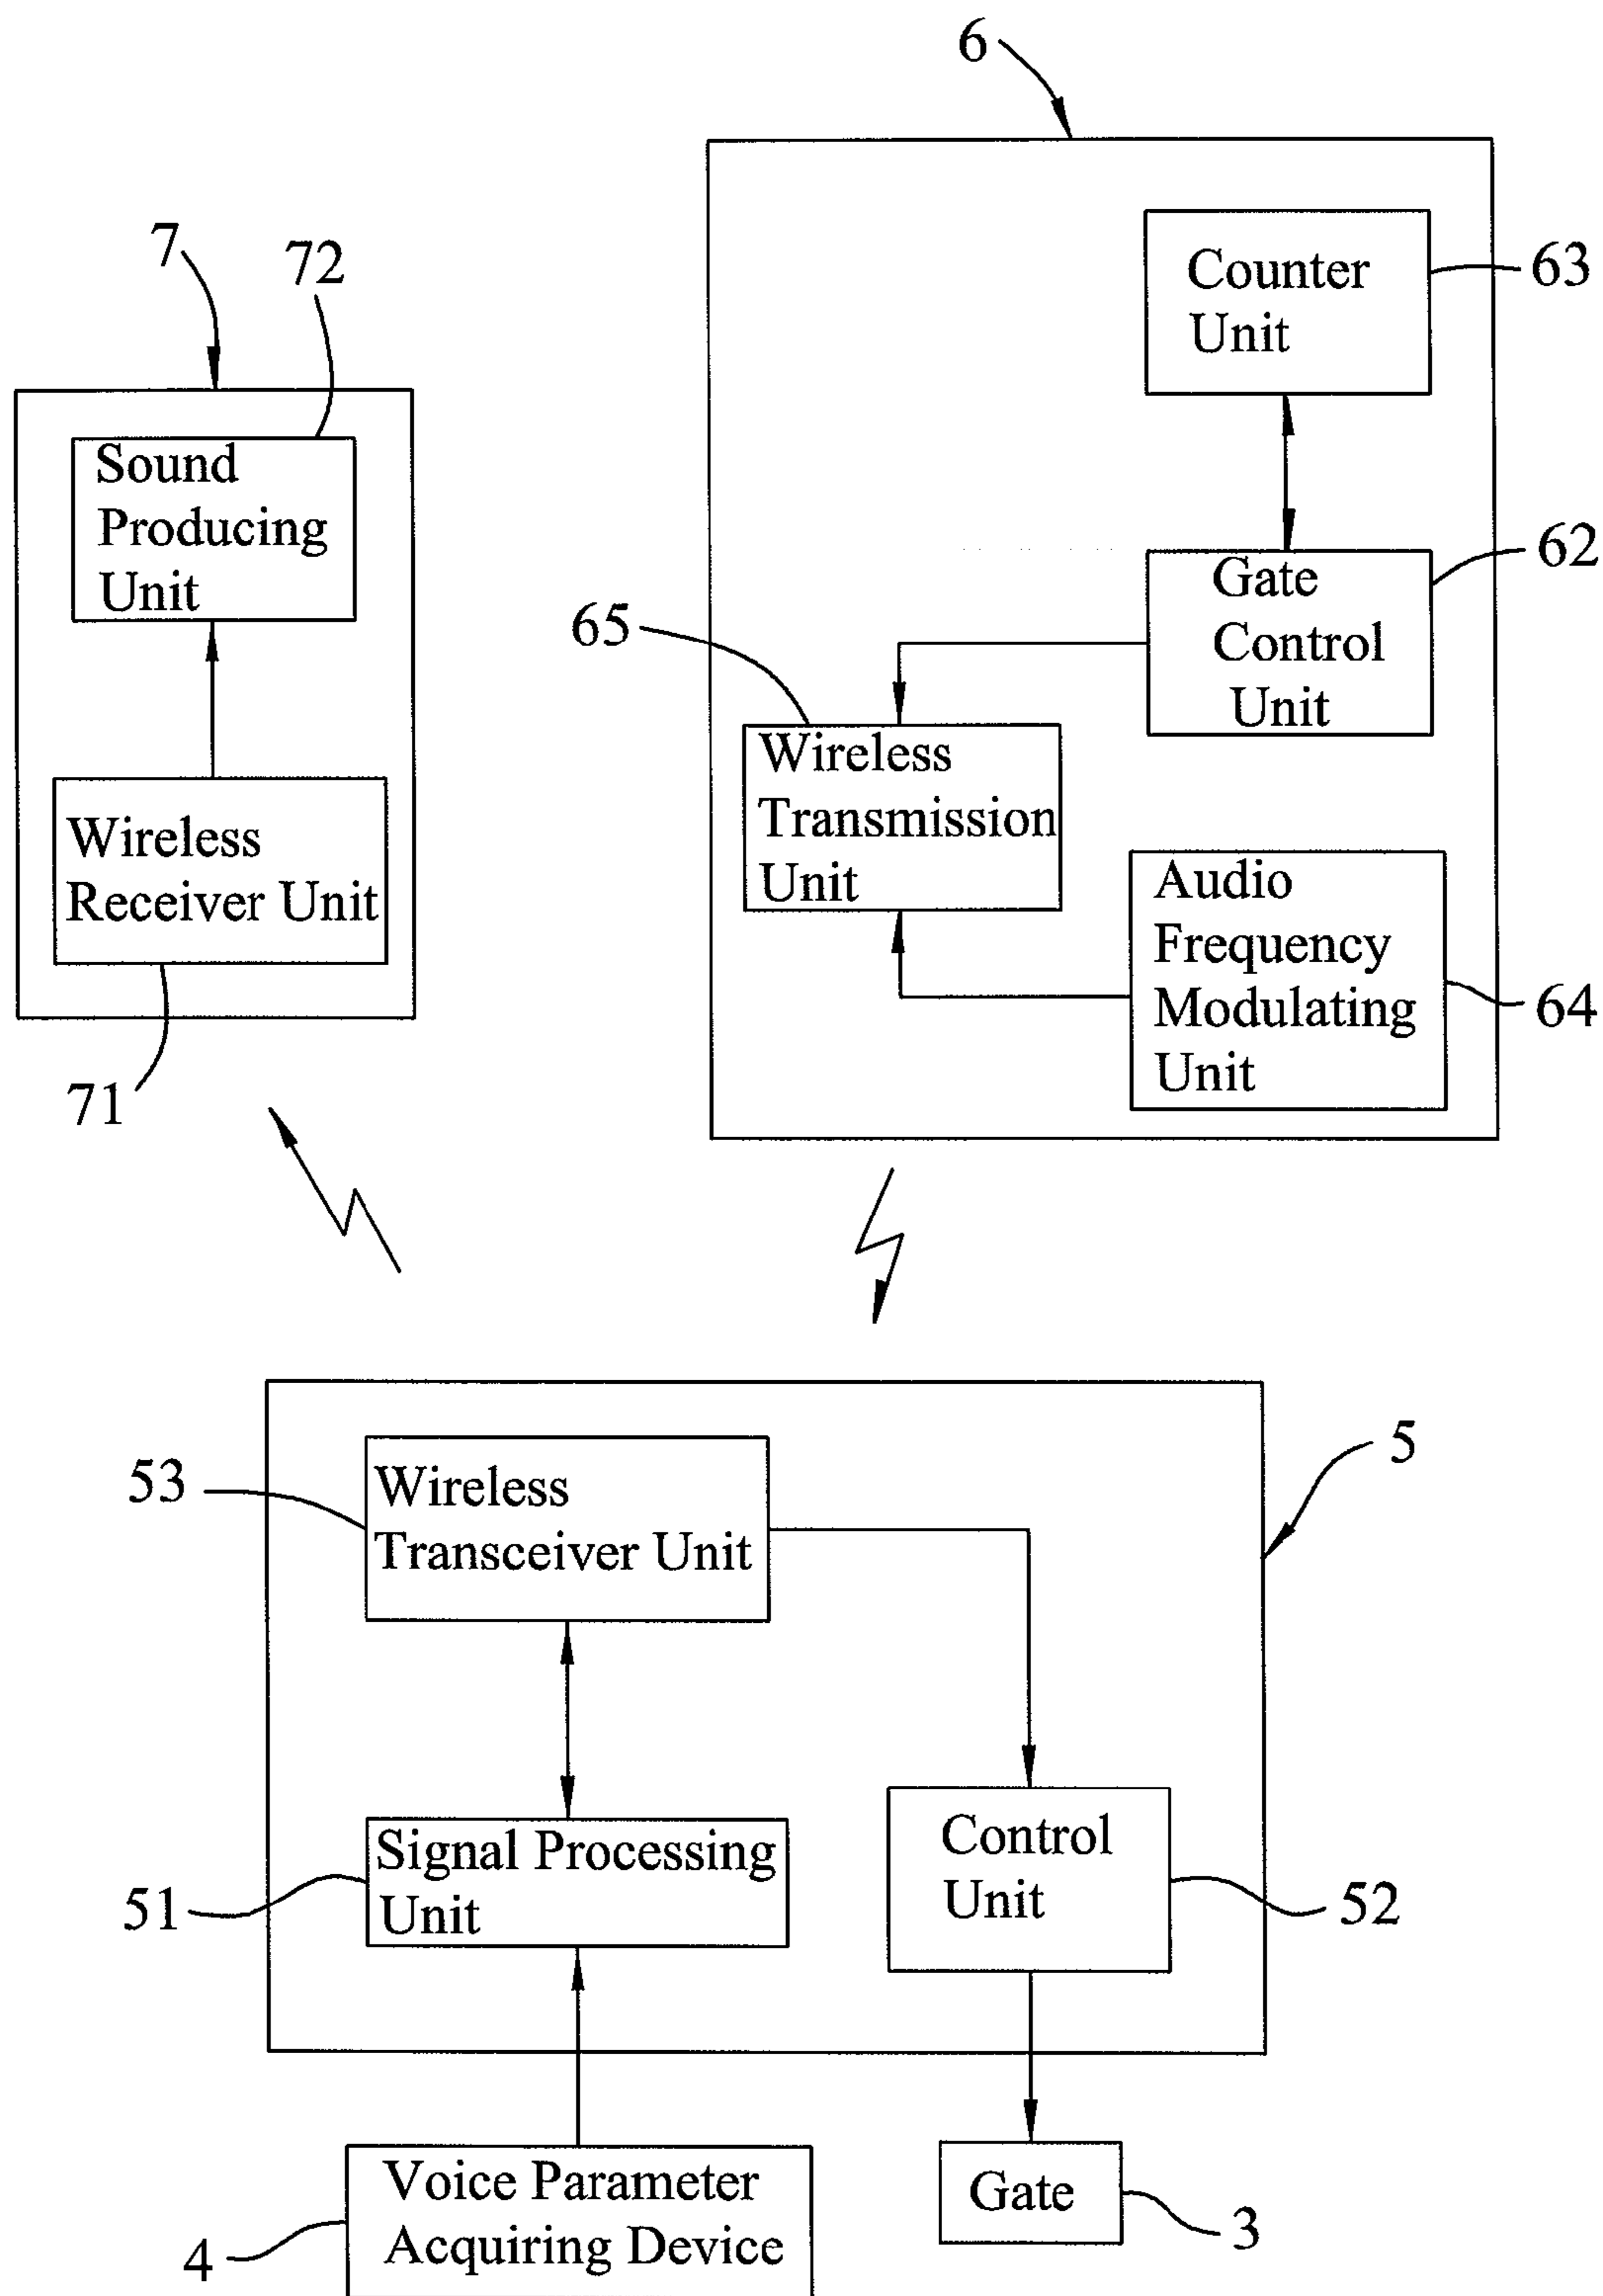 6
7
72
Counter
Unit
63
Sound
Producing
Unit
62
Gate
Control
Unit
65
Wireless
Transmission
Unit
Wireless
Receiver Unit
Audio
Frequency
Modulating
Unit
64
71
5
53
Wireless
Transceiver Unit
Signal Processing
Unit
51
Control
Unit
52
Voice Parameter
Acquiring Device
4
Gate
3